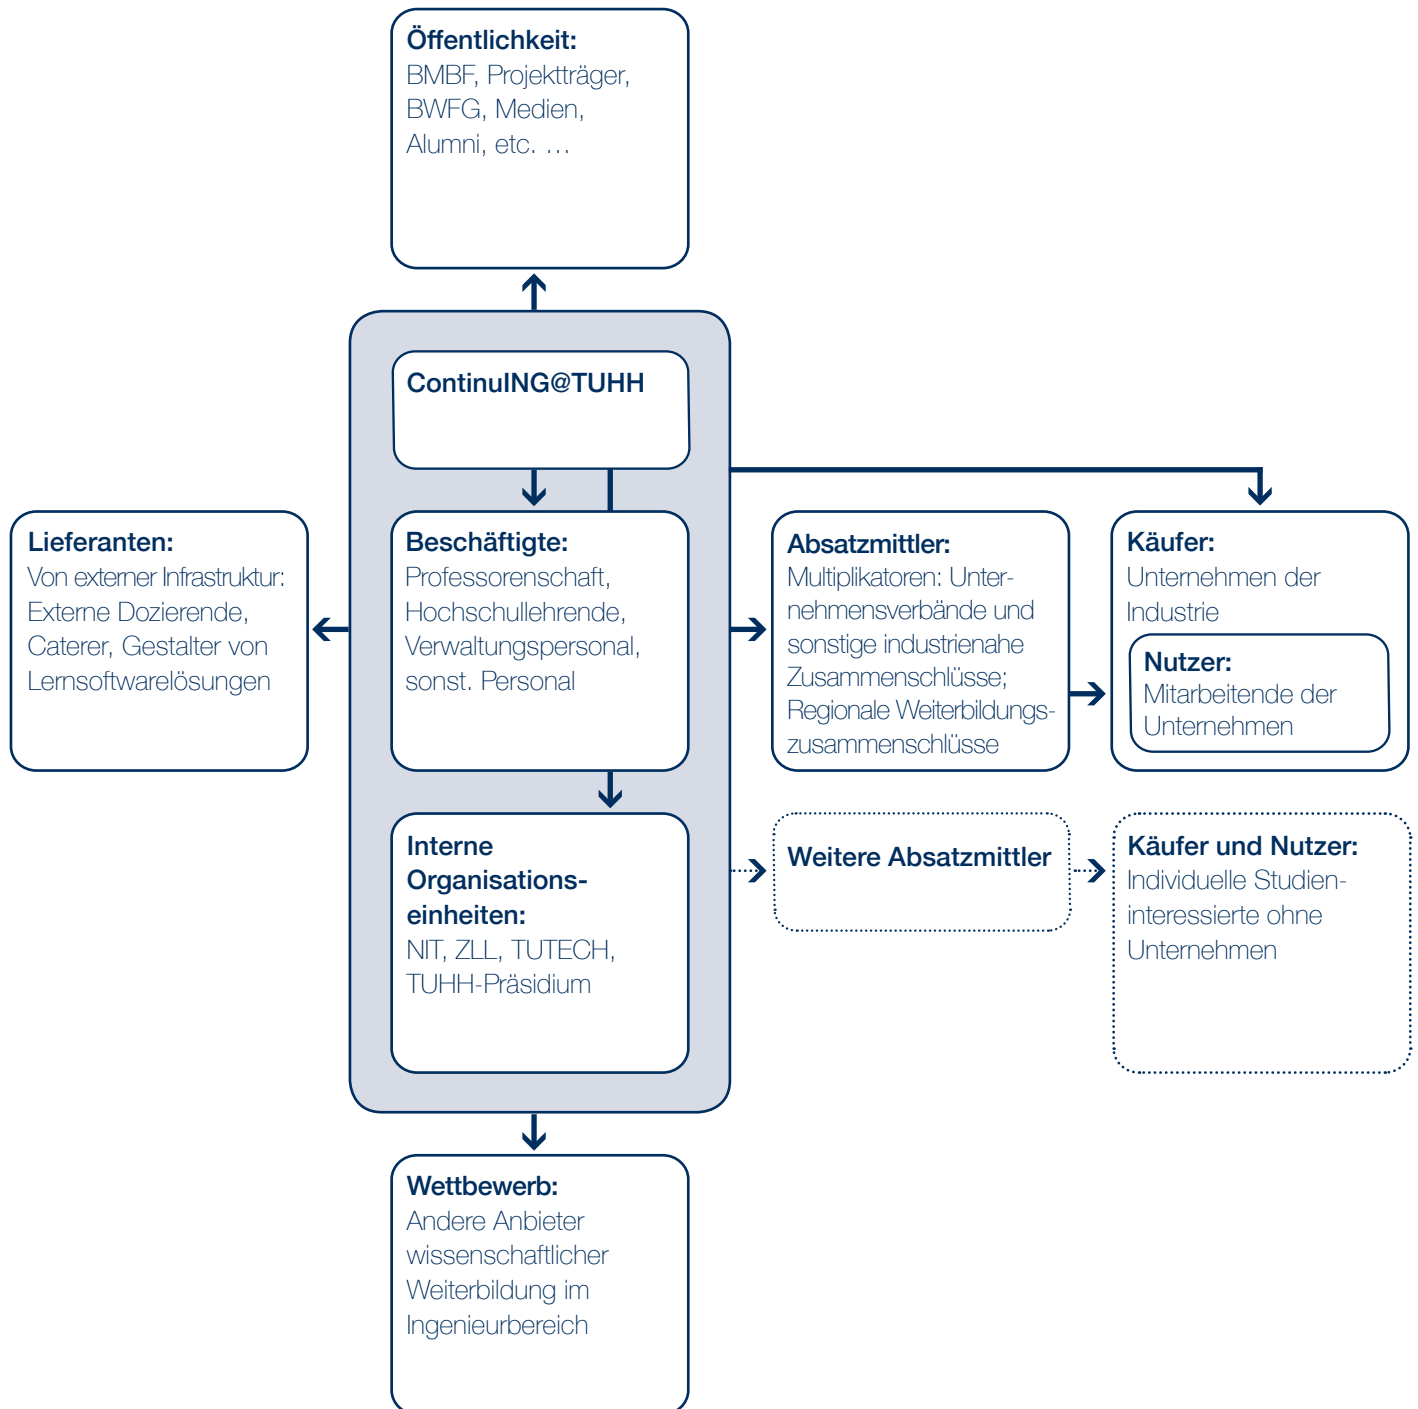 Öffentlichkeit:
BMBF, Projektträger,
BWFG, Medien,
Alumni, etc. …
ContinuING@TUHH
Lieferanten:
Von externer Infrastruktur:
Externe Dozierende,
Caterer, Gestalter von
Lernsoftwarelösungen
Beschäftigte:
Professorenschaft,
Hochschullehrende,
Verwaltungspersonal,
sonst. Personal
Absatzmittler:
Multiplikatoren: Unter-
nehmensverbände und
sonstige industrienahe
Zusammenschlüsse;
Regionale Weiterbildungs-
zusammenschlüsse
Käufer:
Unternehmen der
Industrie
Nutzer:
Mitarbeitende der
Unternehmen
Interne
Organisations-
einheiten:
NIT, ZLL, TUTECH,
TUHH-Präsidium
Weitere Absatzmittler
Käufer und Nutzer:
Individuelle Studien-
interessierte ohne
Unternehmen
Wettbewerb:
Andere Anbieter
wissenschaftlicher
Weiterbildung im
Ingenieurbereich